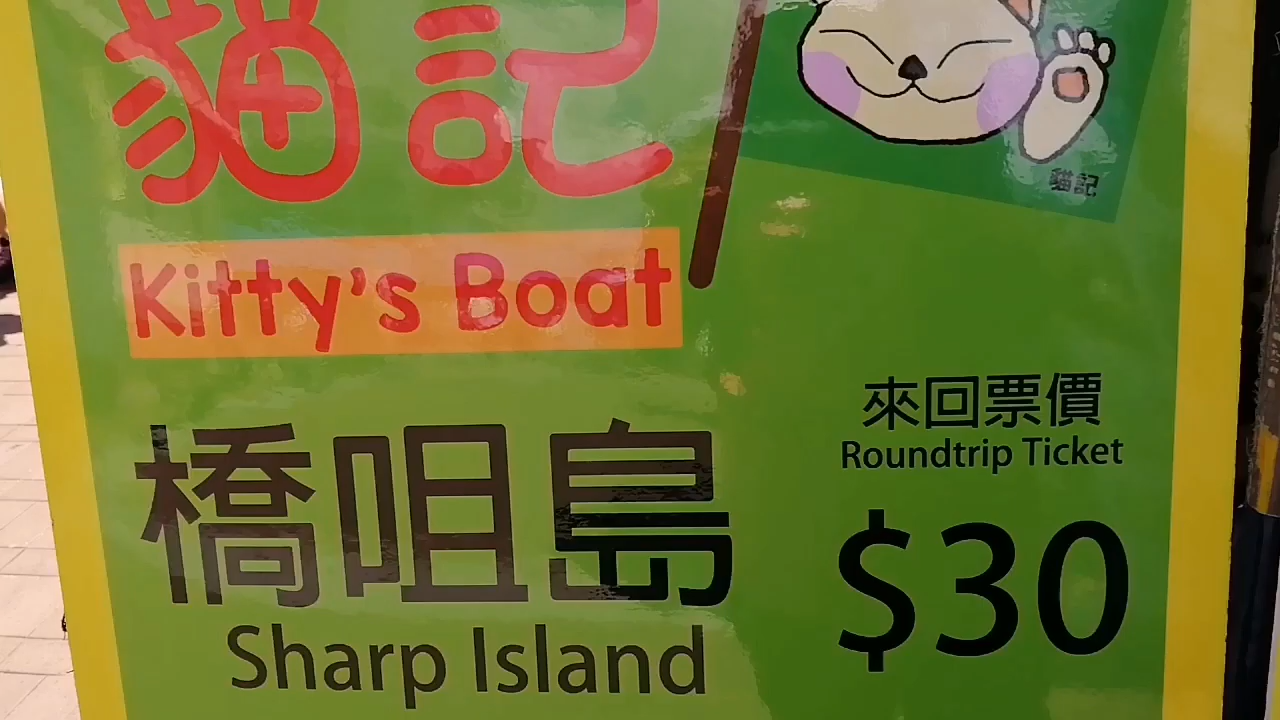 貓記
貓記
Kitty's Boat
來回票價
Roundtrip Ticket
$30
橋咀島
Sharp Island